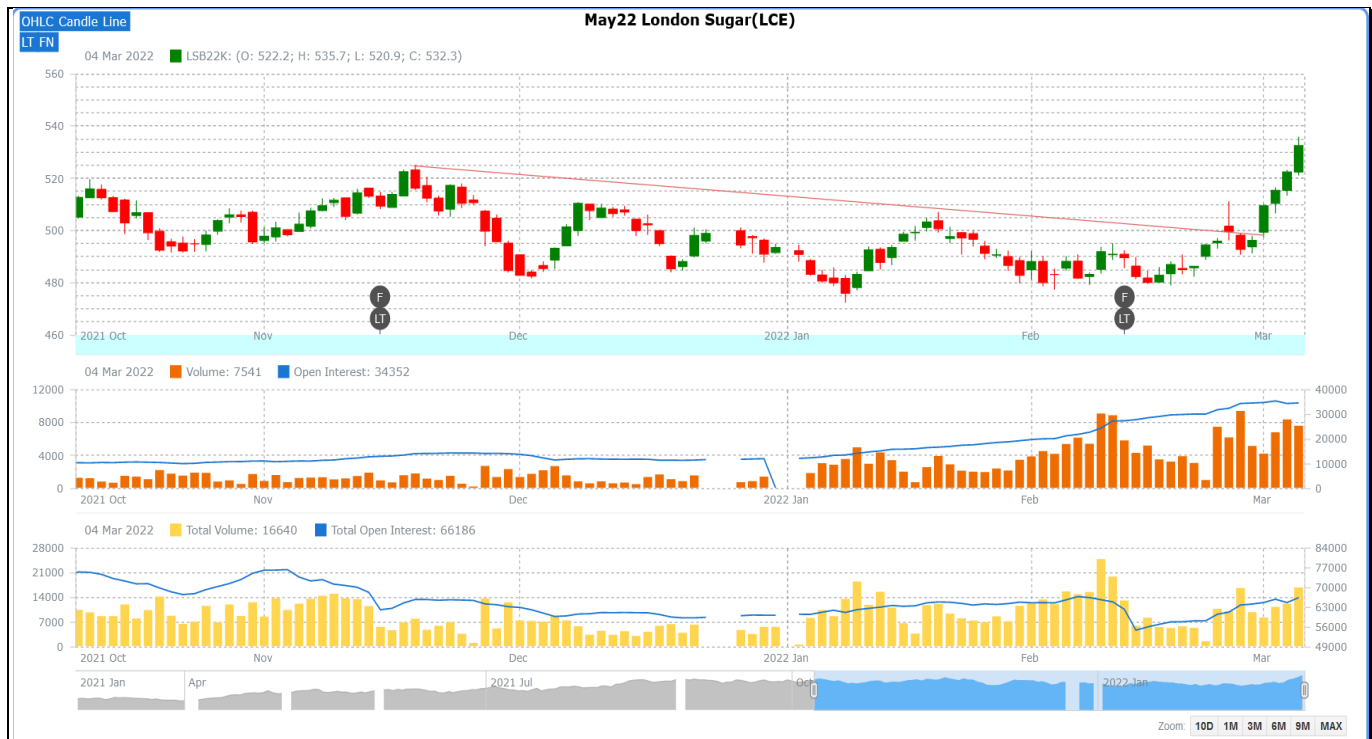 OHLC Candle Line
May22 London Sugar(LCE)
LT FN
04 Mar 2022 LSB22K: (O: 522.2; H: 535.7; L: 520.9; C: 532.3)
560
540
520
500
480
460
F
LT
F
LT
2021 Oct Nov Dec 2022 Jan Feb Mar
04 Mar 2022 Volume: 7541 Open Interest: 34352
12000 40000
8000 30000
4000 20000
10000
0 0
2021 Oct Nov Dec 2022 Jan Feb Mar
04 Mar 2022 Total Volume: 16640 Total Open Interest: 66186
28000 84000
21000 77000
14000 70000
7000 63000
56000
0 49000
2021 Oct Nov Dec 2022 Jan Feb Mar
2021 Jan Apr 2021 Jul Oct 2022 Jan
Zoom: 10D 1M 3M 6M 9M MAX